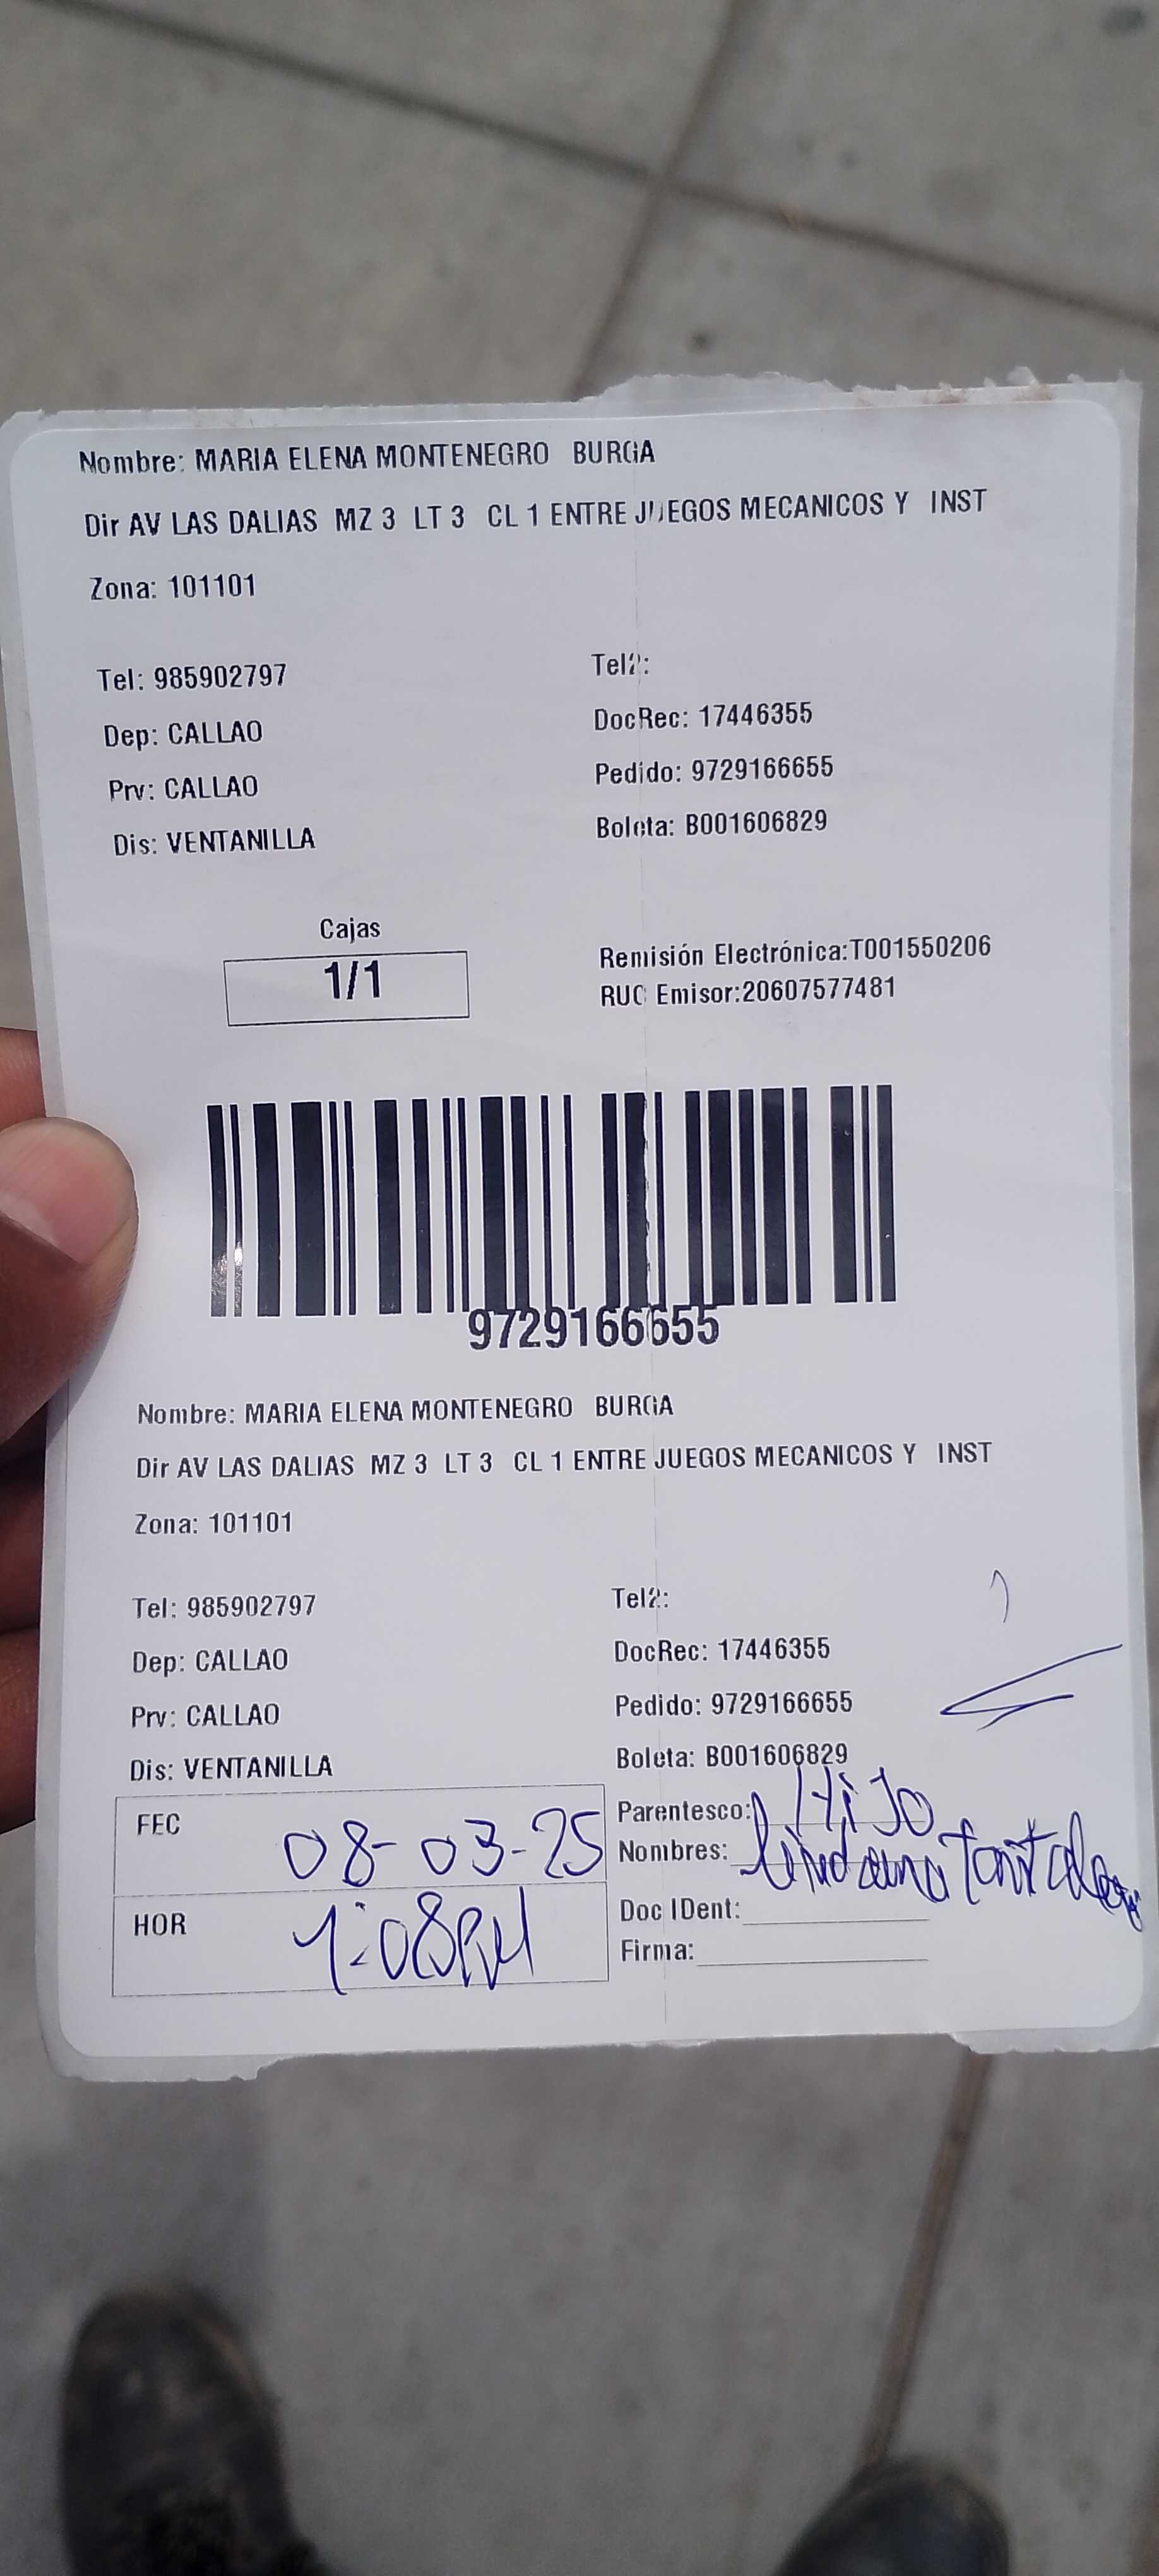 Nombre: MARIA ELENA MONTENEGRO BURGA
Dir AV LAS DALIAS MZ 3 LT 3 CL 1 ENTRE JUEGOS MECANICOS Y INST
Zona: 101101
Tel: 985902797 Tel2:
Dep: CALLAO DocRec: 17446355
Prv: CALLAO Pedido: 9729166655
Dis: VENTANILLA Boleta: B001606829
Cajas
1/1
Remisión Electrónica:T001550206
RUC Emisor:20607577481
9729166655
Nombre: MARIA ELENA MONTENEGRO BURGA
Dir AV LAS DALIAS MZ 3 LT 3 CL 1 ENTRE JUEGOS MECANICOS Y INST
Zona: 101101
Tel: 985902797 Tel2:
Dep: CALLAO DocRec: 17446355
Prv: CALLAO Pedido: 9729166655
Dis: VENTANILLA Boleta: B001606829
FEC 08-03-25
Parentesco: HiJo
Nombres:
HOR 1:08PM
Doc IDent:
Firma: